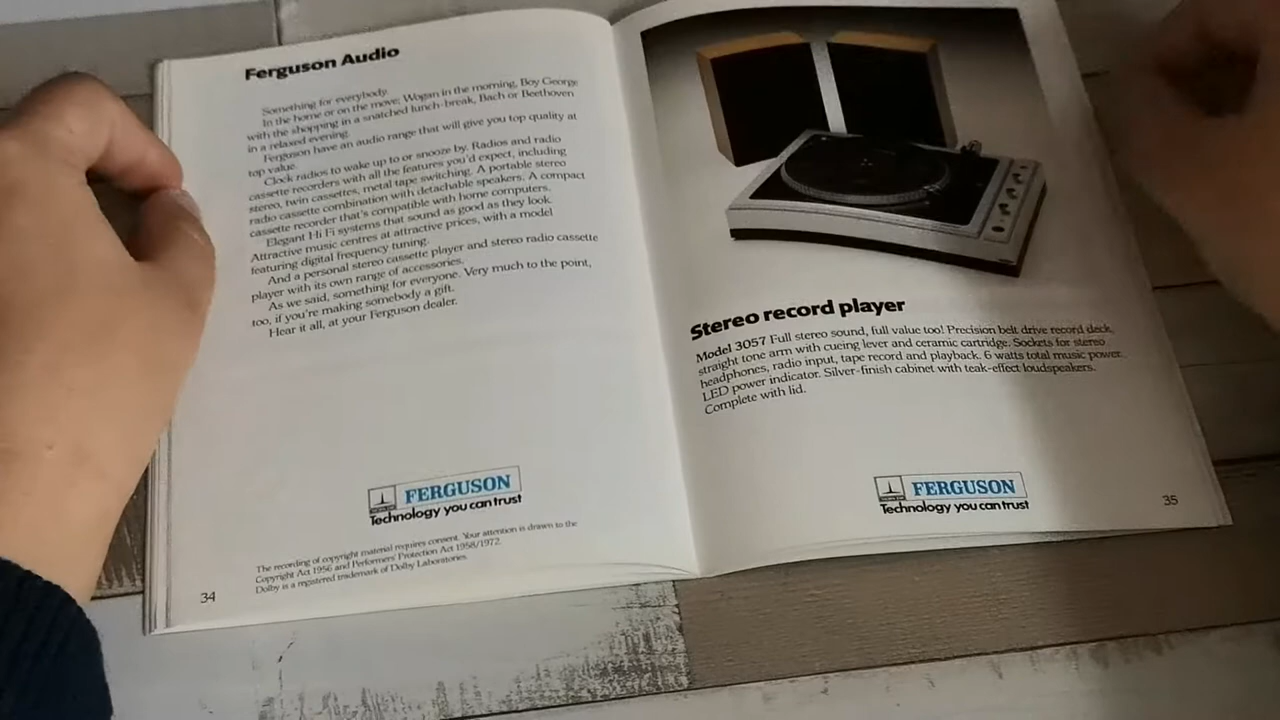 Ferguson Audio
Something for everybody.
In the home or on the move; Wogan in the morning, Boy George
with the shopping in a snatched lunch-break, Bach or Beethoven
in a relaxed evening.
Ferguson have an audio range that will give you top quality at
top value.
Clock radios to wake up to or snooze by. Radios and radio
cassette recorders with all the features you'd expect, including
stereo, twin cassettes, metal tape switching. A portable stereo
radio cassette combination with detachable speakers. A compact
cassette recorder that's compatible with home computers.
Elegant Hi Fi systems that sound as good as they look.
Attractive music centres at attractive prices, with a model
featuring digital frequency tuning.
And a personal stereo cassette player and stereo radio cassette
player with its own range of accessories.
As we said, something for everyone. Very much to the point,
too, if you're making somebody a gift.
Hear it all, at your Ferguson dealer.
FERGUSON
Technology you can trust
The recording of copyright material requires consent. Your attention is drawn to the
Copyright Act 1956 and Performers' Protection Act 1958/1972.
Dolby is a registered trademark of Dolby Laboratories.
34
Stereo record player
Model 3057 Full stereo sound, full value too! Precision belt drive record deck,
straight tone arm with cueing lever and ceramic cartridge. Sockets for stereo
headphones, radio input, tape record and playback. 6 watts total music power.
LED power indicator. Silver-finish cabinet with teak-effect loudspeakers.
Complete with lid.
FERGUSON
Technology you can trust
35